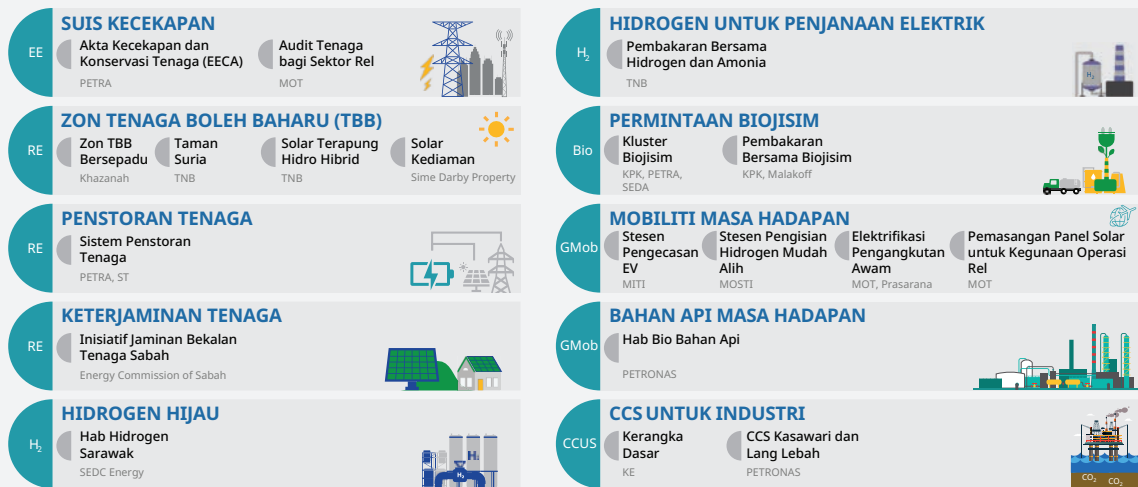 EE
SUIS KECEKAPAN
Akta Kecekapan dan
Konservasi Tenaga (EECA)
PETRA
Audit Tenaga
bagi Sektor Rel
MOT
RE
ZON TENAGA BOLEH BAHARU (TBB)
Zon TBB
Bersepadu
Khazanah
Taman
Suria
TNB
Solar Terapung
Hidro Hibrid
TNB
Solar
Kediaman
Sime Darby Property
RE
PENSTORAN TENAGA
Sistem Penstoran
Tenaga
PETRA, ST
RE
KETERJAMINAN TENAGA
Inisiatif Jaminan Bekalan
Tenaga Sabah
Energy Commission of Sabah
H₂
HIDROGEN HIJAU
Hab Hidrogen
Sarawak
SEDC Energy
H₂
H₂
H₂
HIDROGEN UNTUK PENJANAAN ELEKTRIK
Pembakaran Bersama
Hidrogen dan Amonia
TNB
H₂
Bio
PERMINTAAN BIOJISIM
Kluster
Biojisim
KPK, PETRA,
SEDA
Pembakaran
Bersama Biojisim
KPK, Malakoff
GMob
MOBILITI MASA HADAPAN
Stesen
Pengecasan
EV
MITI
Stesen Pengisian
Hidrogen Mudah
Alih
MOSTI
Elektrifikasi
Pengangkutan
Awam
MOT, Prasarana
Pemasangan Panel Solar
untuk Kegunaan Operasi
Rel
MOT
GMob
BAHAN API MASA HADAPAN
Hab Bio Bahan Api
PETRONAS
CCUS
CCS UNTUK INDUSTRI
Kerangka
Dasar
KE
CCS Kasawari dan
Lang Lebah
PETRONAS
CO₂
CO₂